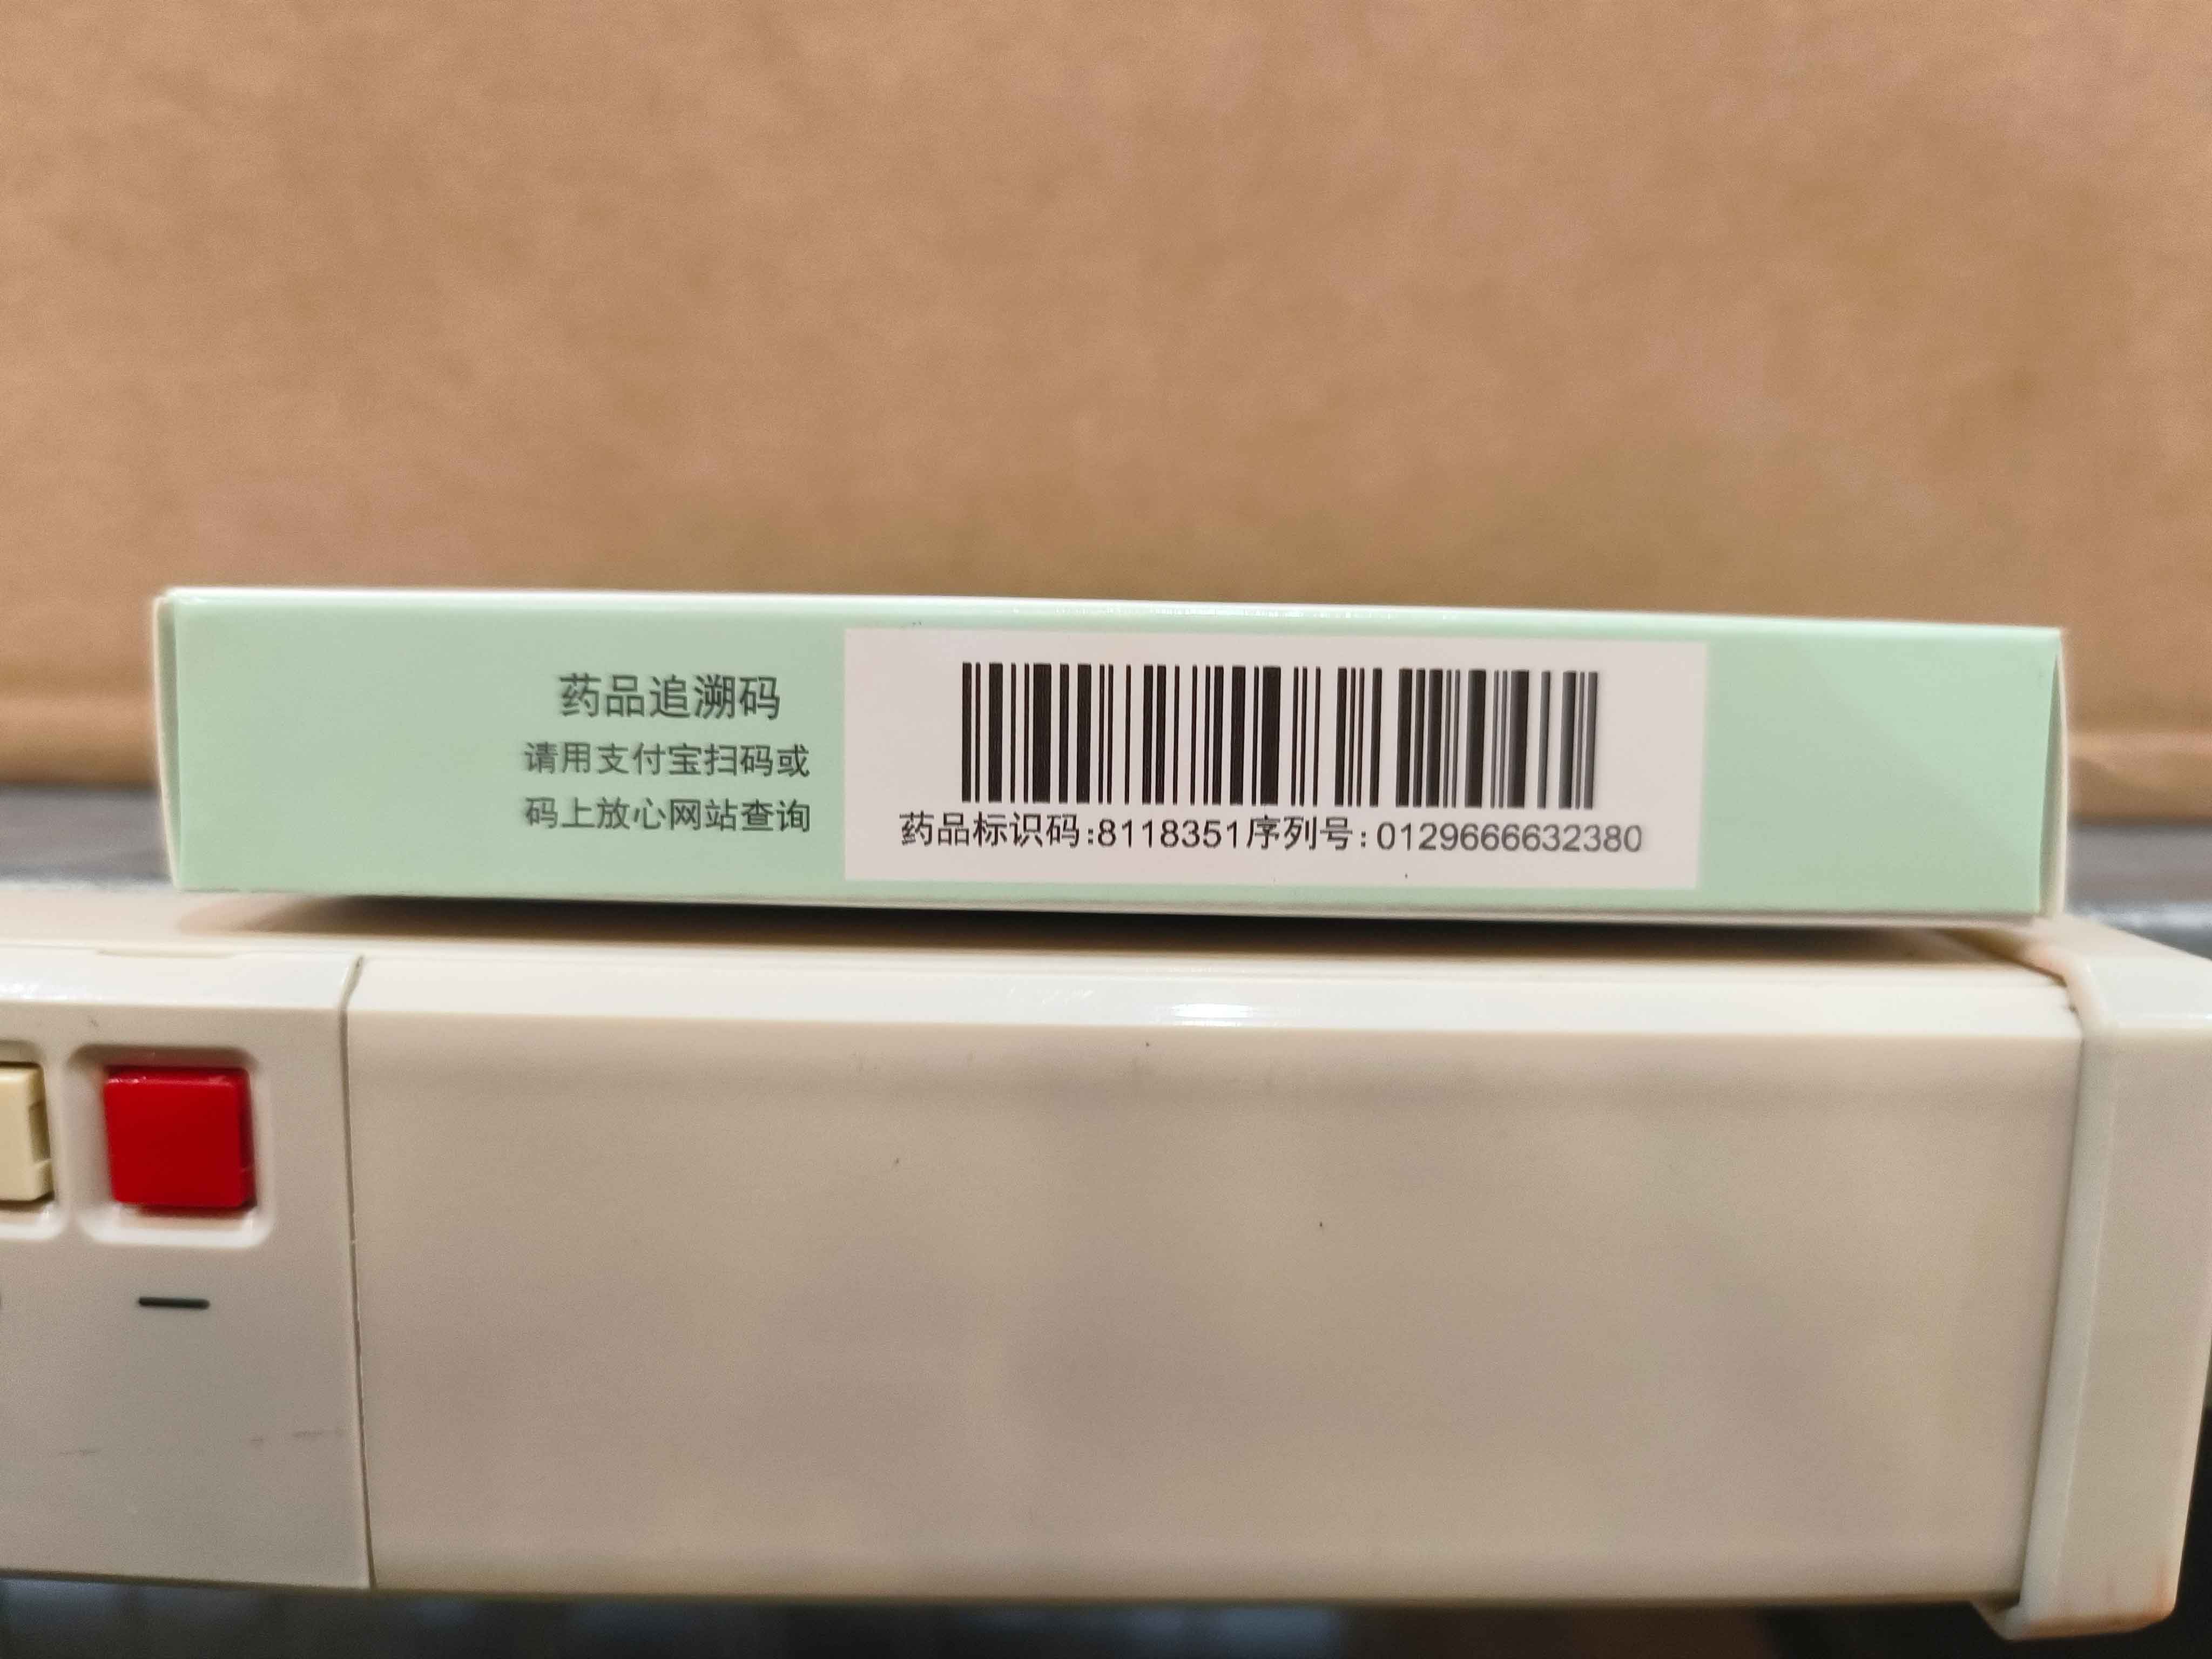 药品追溯码
请用支付宝扫码或
码上放心网站查询
药品标识码:8118351序列号:0129666632380